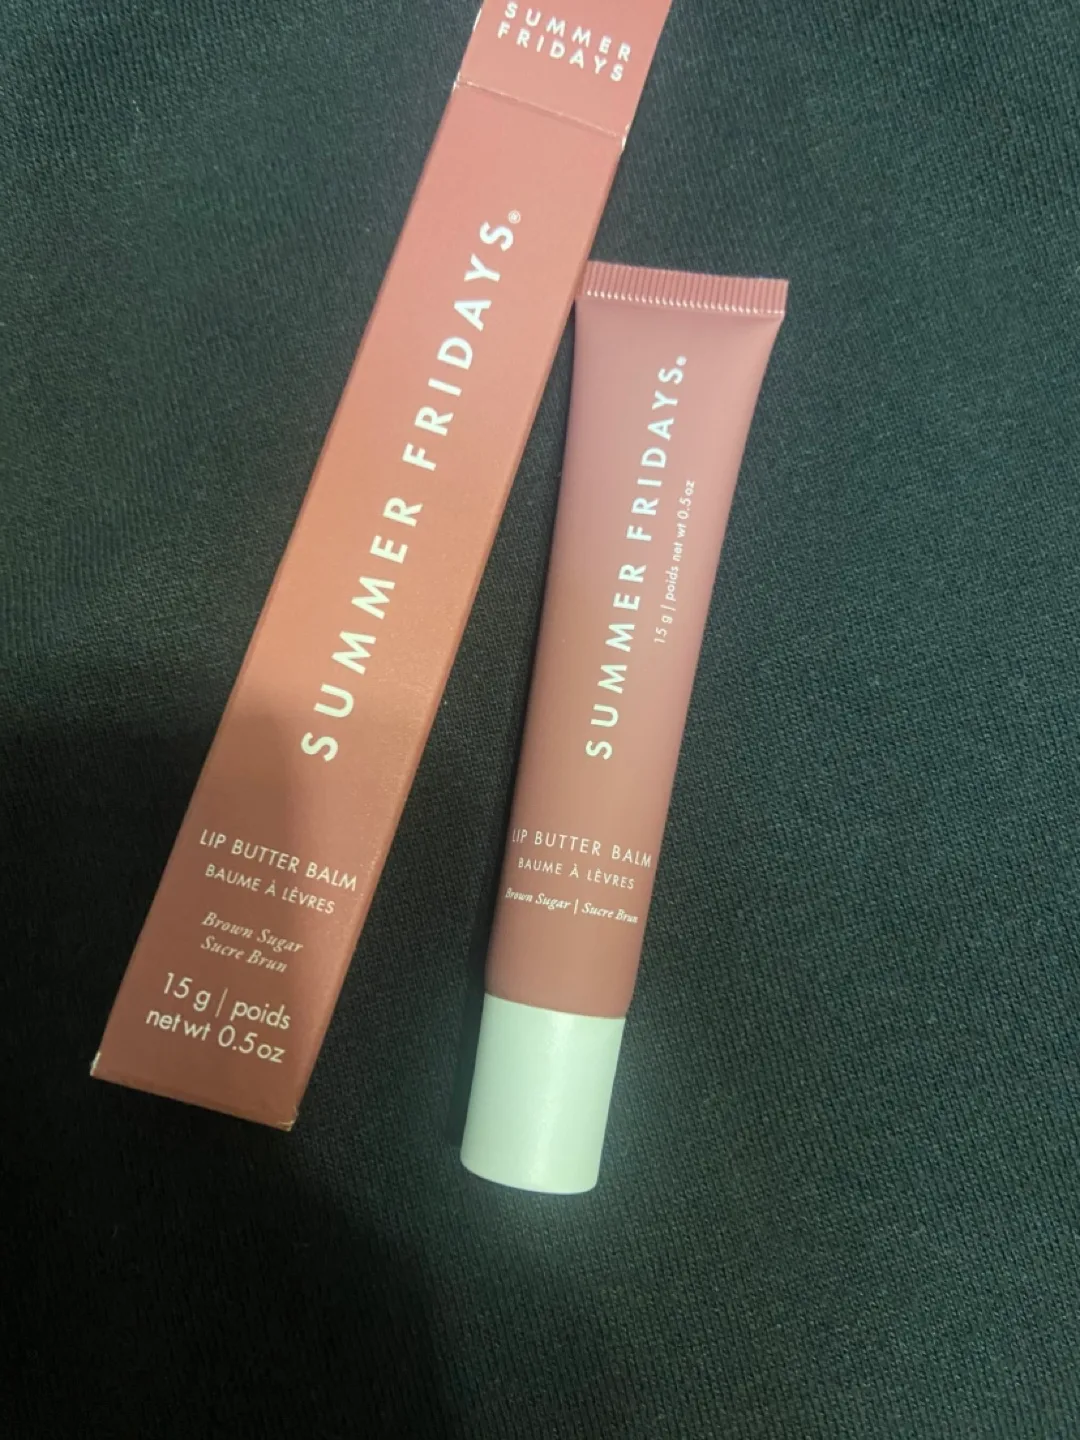 SUMMER
FRIDAYS
SUMMER FRIDAYS®
LIP BUTTER BALM
BAUME À LÈVRES
Brown Sugar
Sucre Brun
15 g | poids
net wt 0.5 oz
SUMMER FRIDAYS®
15 g | poids net wt 0.5 oz
LIP BUTTER BALM
BAUME À LÈVRES
Brown Sugar | Sucre Brun